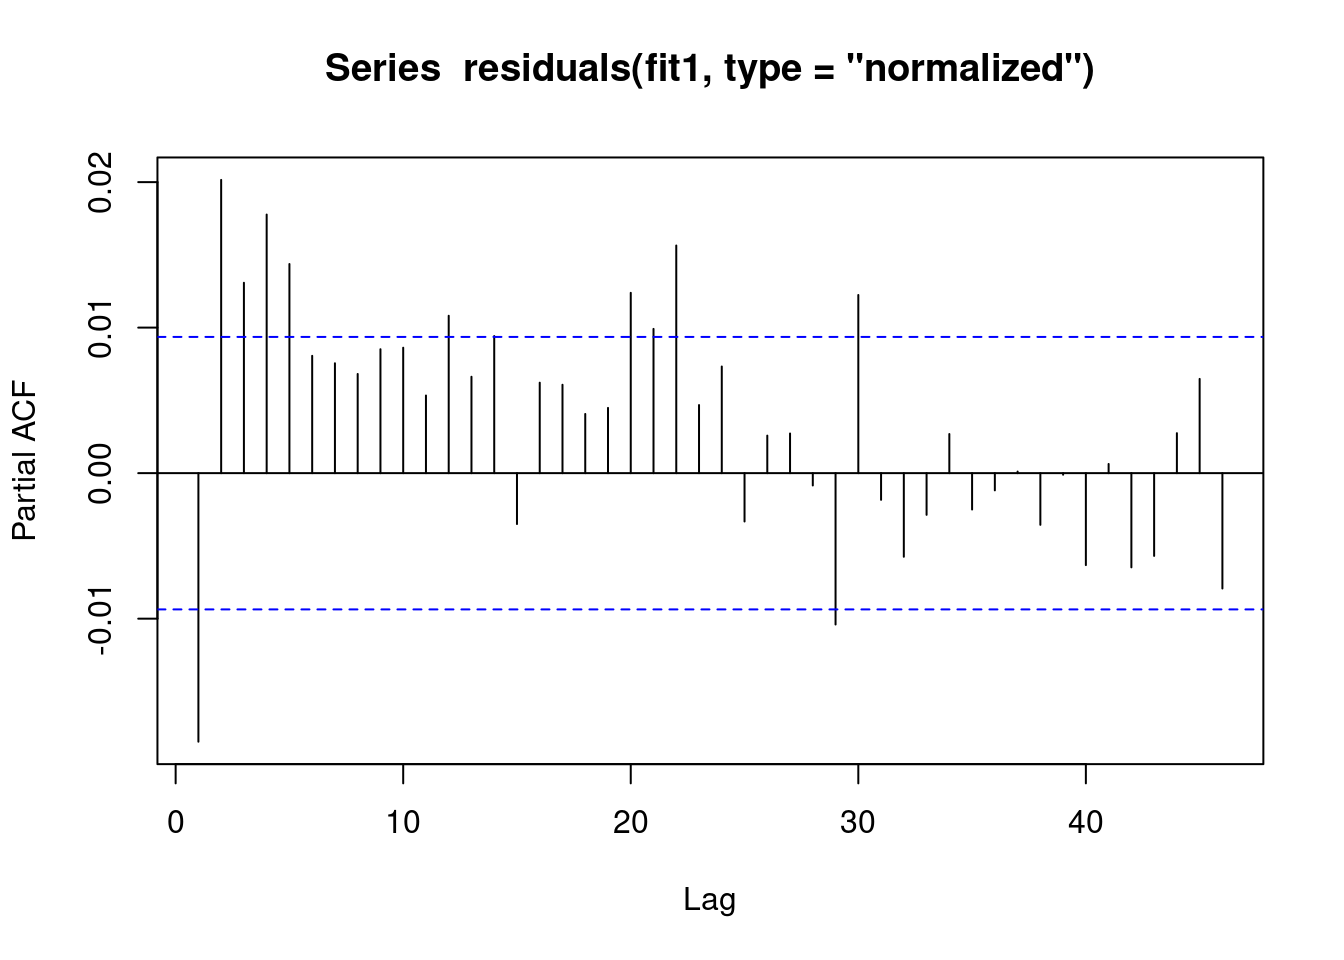 Series  residuals(fit1, type = "normalized")
0.02
0.01
0.00
-0.01
Partial ACF
0 10 20 30 40
Lag